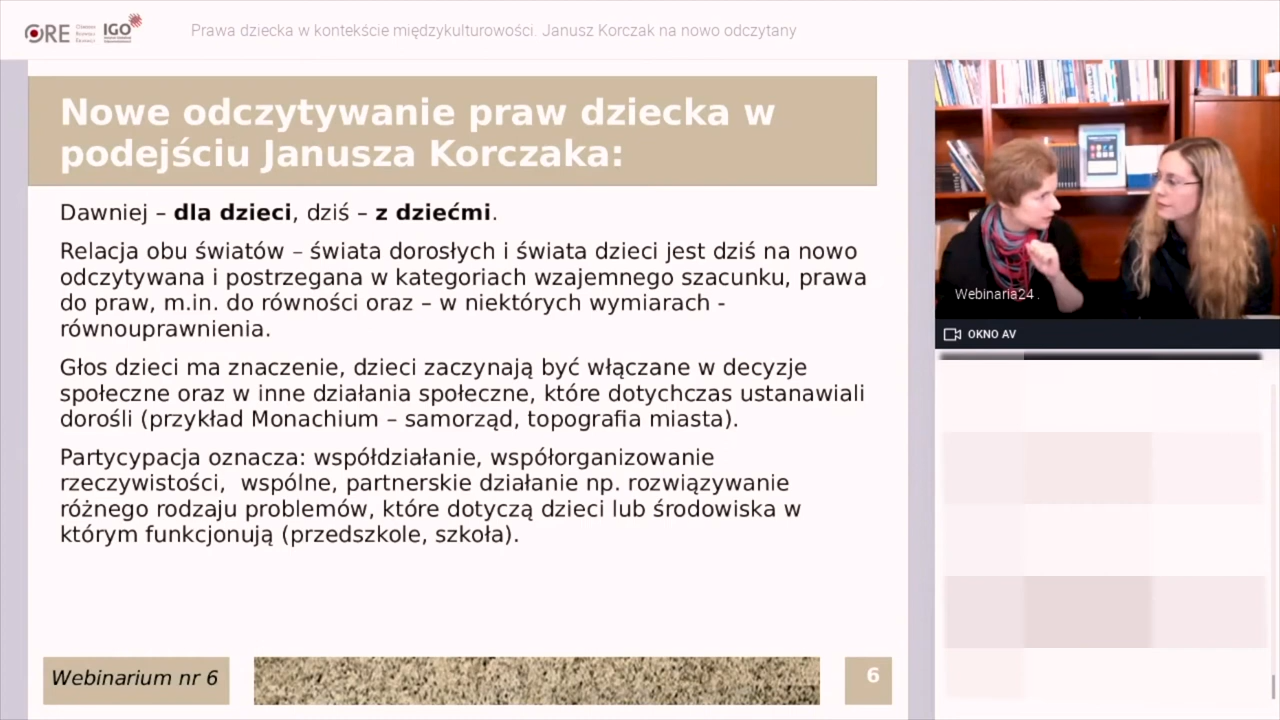 ORE
IGO
Prawa dziecka w kontekście międzykulturowości. Janusz Korczak na nowo odczytany
Nowe odczytywanie praw dziecka w
podejściu Janusza Korczaka:
Dawniej – dla dzieci, dziś – z dziećmi.
Relacja obu światów – świata dorosłych i świata dzieci jest dziś na nowo
odczytywana i postrzegana w kategoriach wzajemnego szacunku, prawa
do praw, m.in. do równości oraz – w niektórych wymiarach -
równouprawnienia.
Głos dzieci ma znaczenie, dzieci zaczynają być włączane w decyzje
społeczne oraz w inne działania społeczne, które dotychczas ustanawiali
dorośli (przykład Monachium – samorząd, topografia miasta).
Partycypacja oznacza: współdziałanie, współorganizowanie
rzeczywistości,  wspólne, partnerskie działanie np. rozwiązywanie
różnego rodzaju problemów, które dotyczą dzieci lub środowiska w
którym funkcjonują (przedszkole, szkoła).
Webinarium nr 6
6
Webinaria24 .
OKNO AV